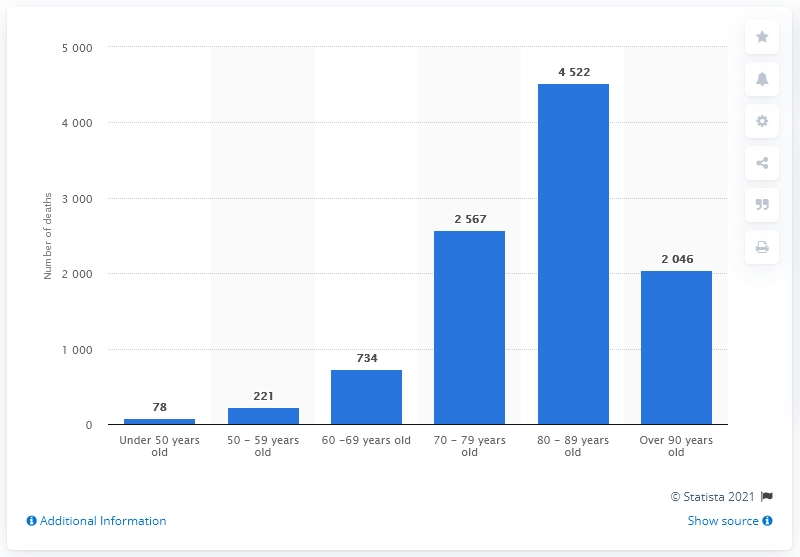 5 000
4 000
3 000
2 000
1 000
0
Number of deaths
78
221
734
2 567
4 522
2 046
Under 50 years
old
50 – 59 years
old
60 –69 years old
70 – 79 years
old
80 – 89 years
old
Over 90 years
old
© Statista 2021
Additional Information
Show source